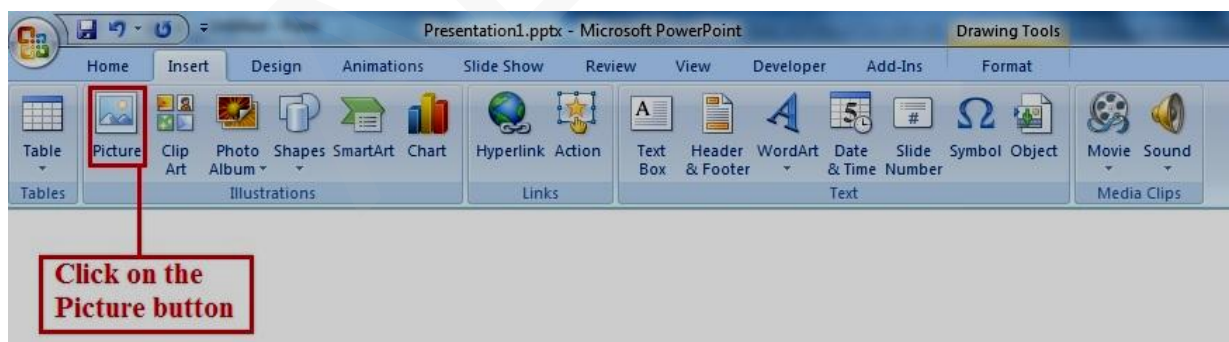 Presentation1.pptx - Microsoft PowerPoint
Drawing Tools
Home Insert Design Animations Slide Show Review View Developer Add-Ins Format
Table Picture Clip Art Photo Album Shapes SmartArt Chart Hyperlink Action Text Box Header & Footer WordArt Date & Time Slide Number Symbol Object Movie Sound
Tables Illustrations Links Text Media Clips
Click on the
Picture button